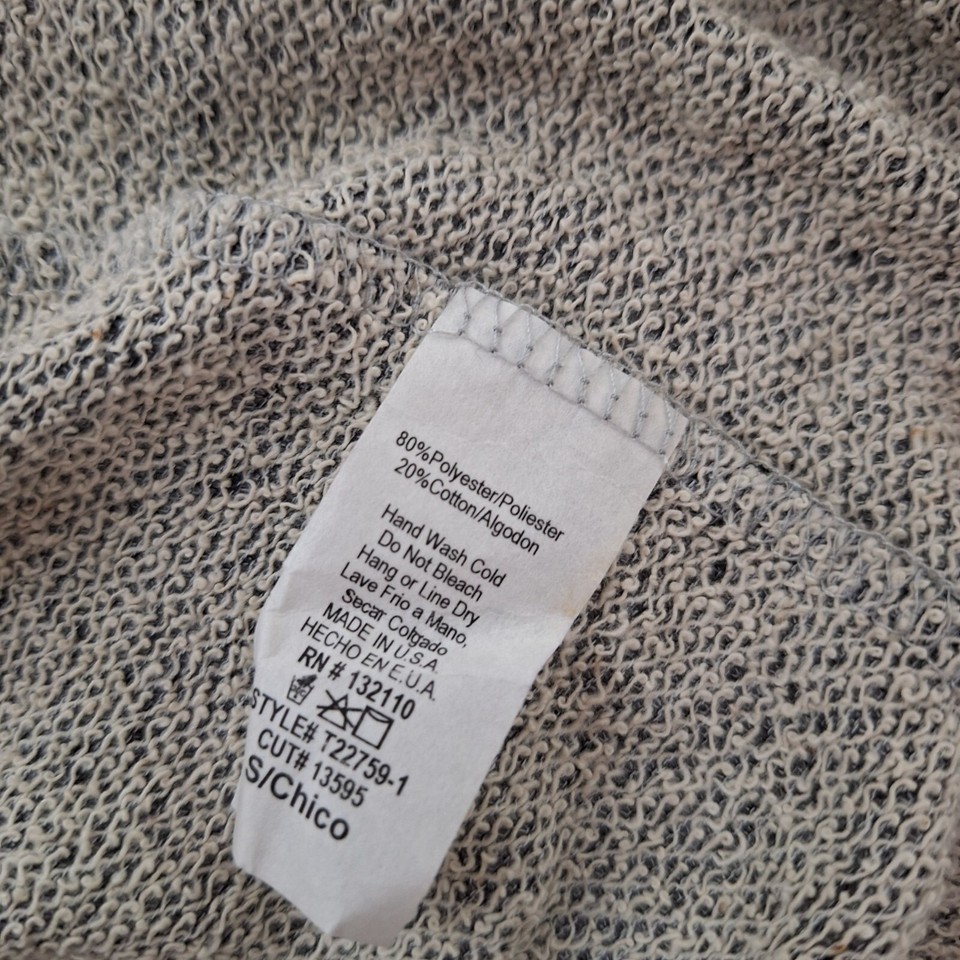 80%Polyester/Poliester
20%Cotton/Algodon
Hand Wash Cold
Do Not Bleach
Hang or Line Dry
Lave Frio a Mano,
Secar Colgado
MADE IN U.S.A.
HECHO EN E.U.A.
RN # 132110
STYLE# T22759-1
CUT# 13595
S/Chico